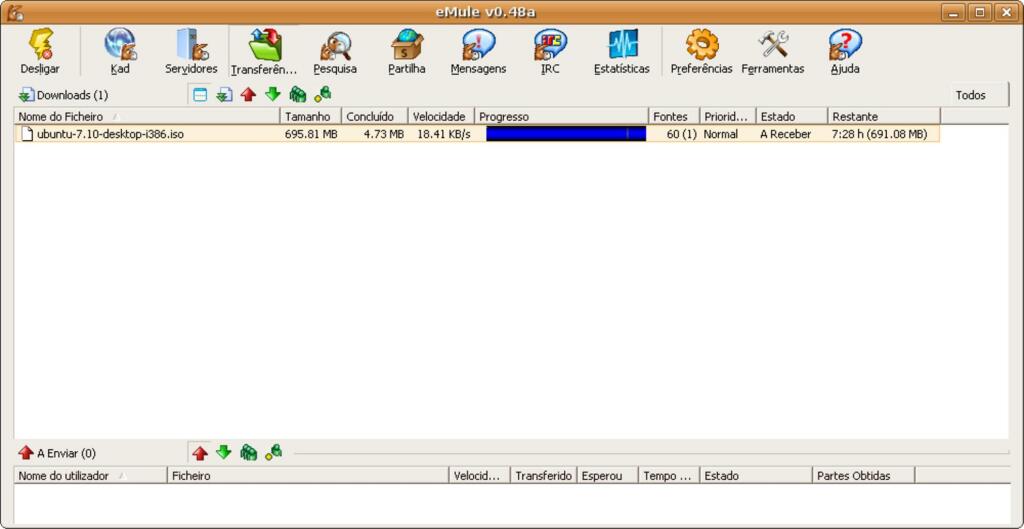 eMule v0.48a
Desligar Kad Servidores Transferên... Pesquisa Partilha Mensagens IRC Estatísticas Preferências Ferramentas Ajuda
Downloads (1) Todos
Nome do Ficheiro Tamanho Concluído Velocidade Progresso Fontes Priorid... Estado Restante
ubuntu-7.10-desktop-i386.iso 695.81 MB 4.73 MB 18.41 KB/s 60 (1) Normal A Receber 7:28 h (691.08 MB)
A Enviar (0)
Nome do utilizador Ficheiro Velocid... Transferido Esperou Tempo ... Estado Partes Obtidas